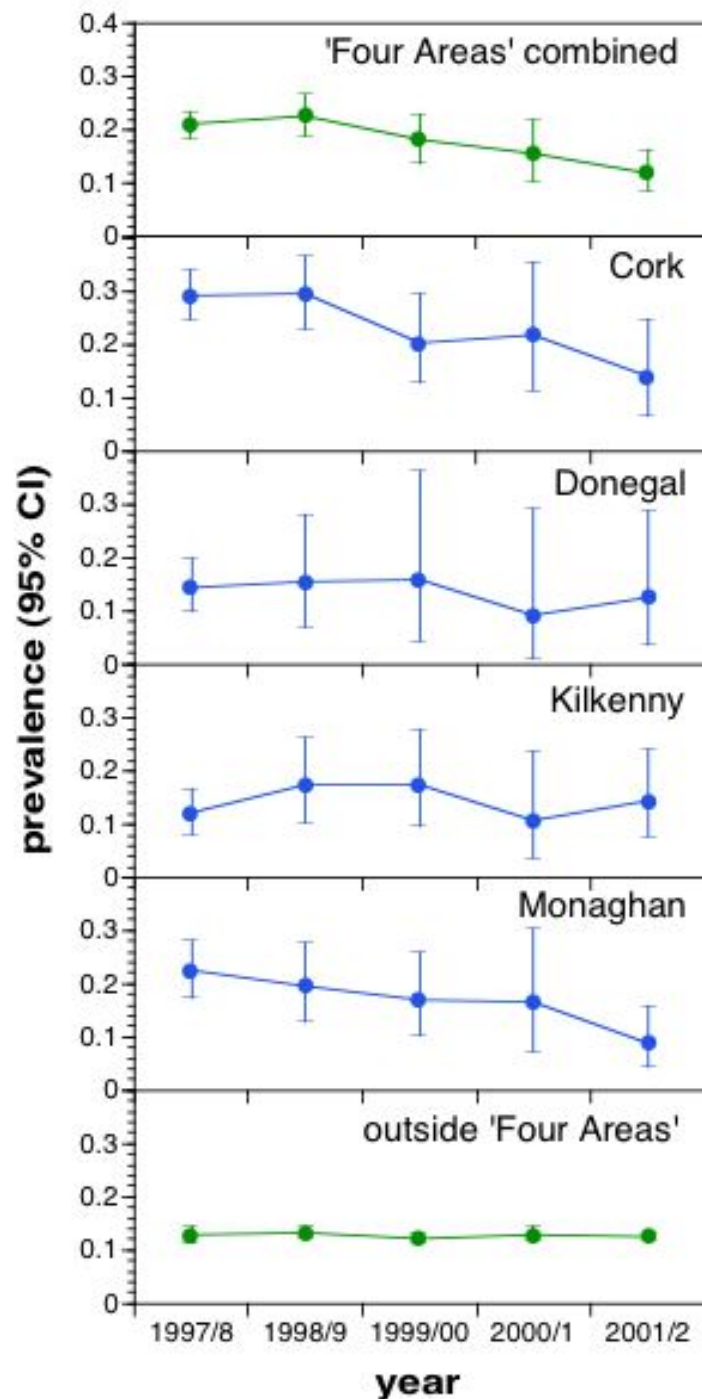 prevalence (95% CI)
0.4
'Four Areas' combined
0.3
0.2
0.1
0
Cork
0.3
0.2
0.1
0
Donegal
0.3
0.2
0.1
0
Kilkenny
0.3
0.2
0.1
0
Monaghan
0.3
0.2
0.1
0
outside 'Four Areas'
0.3
0.2
0.1
0
1997/8 1998/9 1999/00 2000/1 2001/2
year